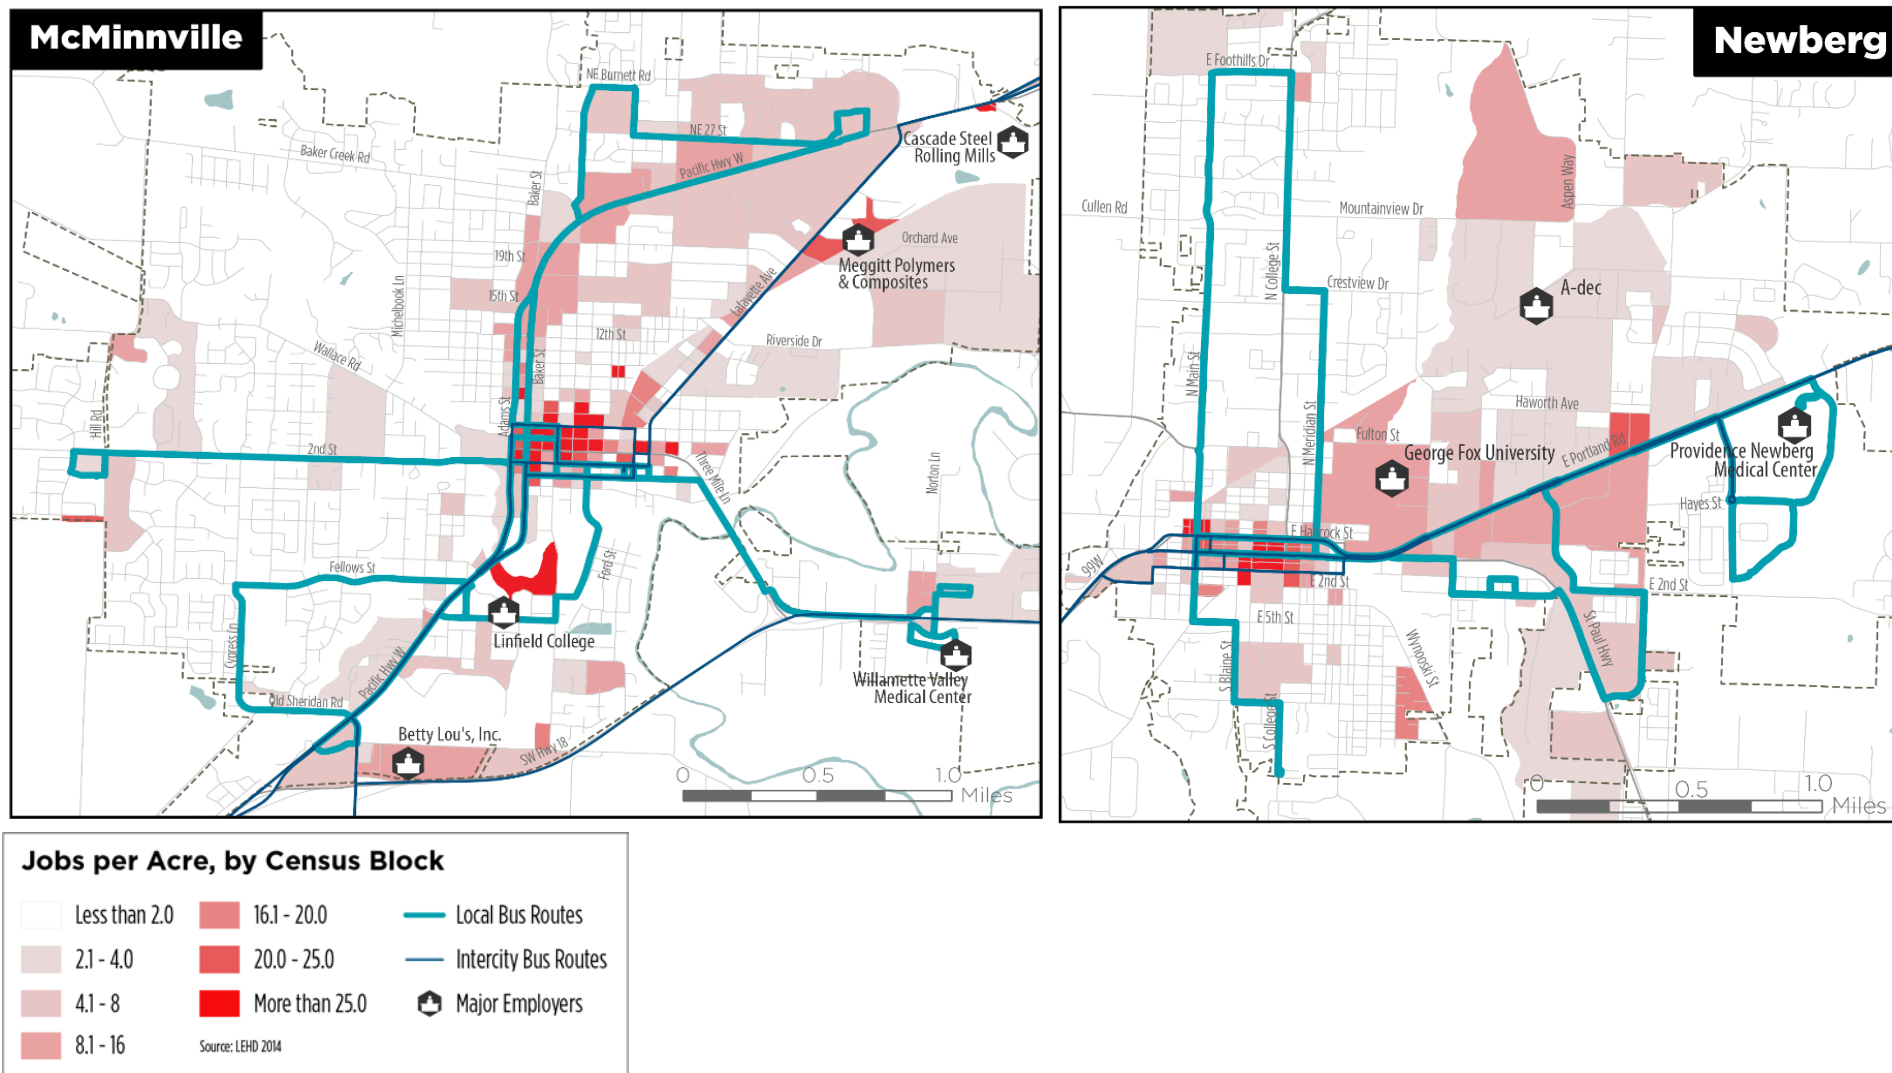 McMinnville
NE Burnett Rd
NE 27 St
Pacific Hwy W
Baker Creek Rd
Baker St
Cascade Steel
Rolling Mills
Orchard Ave
Meggitt Polymers
& Composites
19th St
15th St
Michelbook Ln
Lafayette Ave
12th St
Riverside Dr
Wallace Rd
Baker St
Adams St
Hill Rd
2nd St
Three Mile Ln
Norton Ln
Fellows St
Ford St
Linfield College
Cypress Ln
Pacific Hwy W
Old Sheridan Rd
Willamette Valley
Medical Center
Betty Lou's, Inc.
SW Hwy 18
0 0.5 1.0
Miles
Newberg
E Foothills Dr
Aspen Way
Cullen Rd
Mountainview Dr
N College St
Crestview Dr
A-dec
N Main St
N Meridian St
Haworth Ave
Fulton St
George Fox University
E Portland Rd
Providence Newberg
Medical Center
Hayes St
E Hancock St
99W
E 2nd St
E 2nd St
E 5th St
S Blaine St
Wynooski St
St Paul Hwy
S College St
0 0.5 1.0
Miles
Jobs per Acre, by Census Block
Less than 2.0
2.1 - 4.0
4.1 - 8
8.1 - 16
16.1 - 20.0
20.0 - 25.0
More than 25.0
Source: LEHD 2014
Local Bus Routes
Intercity Bus Routes
Major Employers